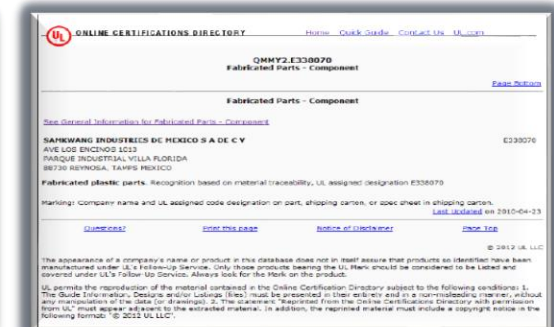 UL ONLINE CERTIFICATIONS DIRECTORY Home Quick Guide Contact Us UL.com
QMMY2.E338070
Fabricated Parts - Component
Page Bottom
Fabricated Parts - Component
See General Information for Fabricated Parts - Component
SAMKWANG INDUSTRIES DE MEXICO S A DE C V E338070
AVE LOS ENCINOS 1013
PARQUE INDUSTRIAL VILLA FLORIDA
88730 REYNOSA, TAMPS MEXICO
Fabricated plastic parts. Recognition based on material traceability, UL assigned designation E338070
Marking: Company name and UL assigned code designation on part, shipping carton, or spec sheet in shipping carton.
Last Updated on 2010-04-23
Questions? Print this page Notice of Disclaimer Page Top
© 2012 UL LLC
The appearance of a company's name or product in this database does not in itself assure that products so identified have been
manufactured under UL's Follow-Up Service. Only those products bearing the UL Mark should be considered to be Listed and
covered under UL's Follow-Up Service. Always look for the Mark on the product.
UL permits the reproduction of the material contained in the Online Certification Directory subject to the following conditions: 1.
The Guide Information, Designs and/or Listings (files) must be presented in their entirety and in a non-misleading manner, without
any manipulation of the data (or drawings). 2. The statement "Reprinted from the Online Certifications Directory with permission
from UL" must appear adjacent to the extracted material. In addition, the reprinted material must include a copyright notice in the
following format: "© 2012 UL LLC".